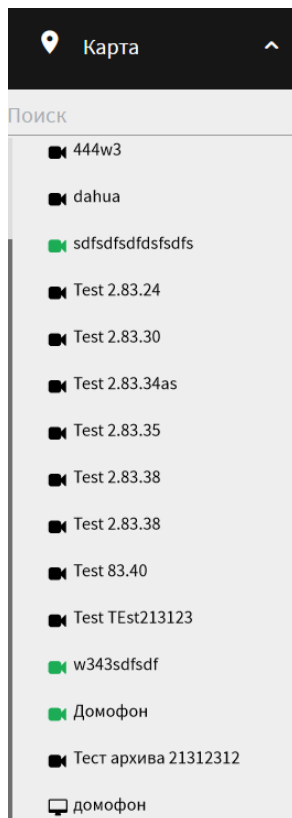 Карта
Поиск
444w3
dahua
sdfsdfsdfdsfsdfs
Test 2.83.24
Test 2.83.30
Test 2.83.34as
Test 2.83.35
Test 2.83.38
Test 2.83.38
Test 83.40
Test TEst213123
w343sdfsdf
Домофон
Тест архива 21312312
домофон